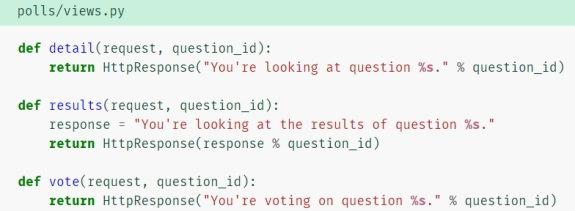 polls/views.py
def detail(request, question_id):
    return HttpResponse("You're looking at question %s." % question_id)
def results(request, question_id):
    response = "You're looking at the results of question %s."
    return HttpResponse(response % question_id)
def vote(request, question_id):
    return HttpResponse("You're voting on question %s." % question_id)